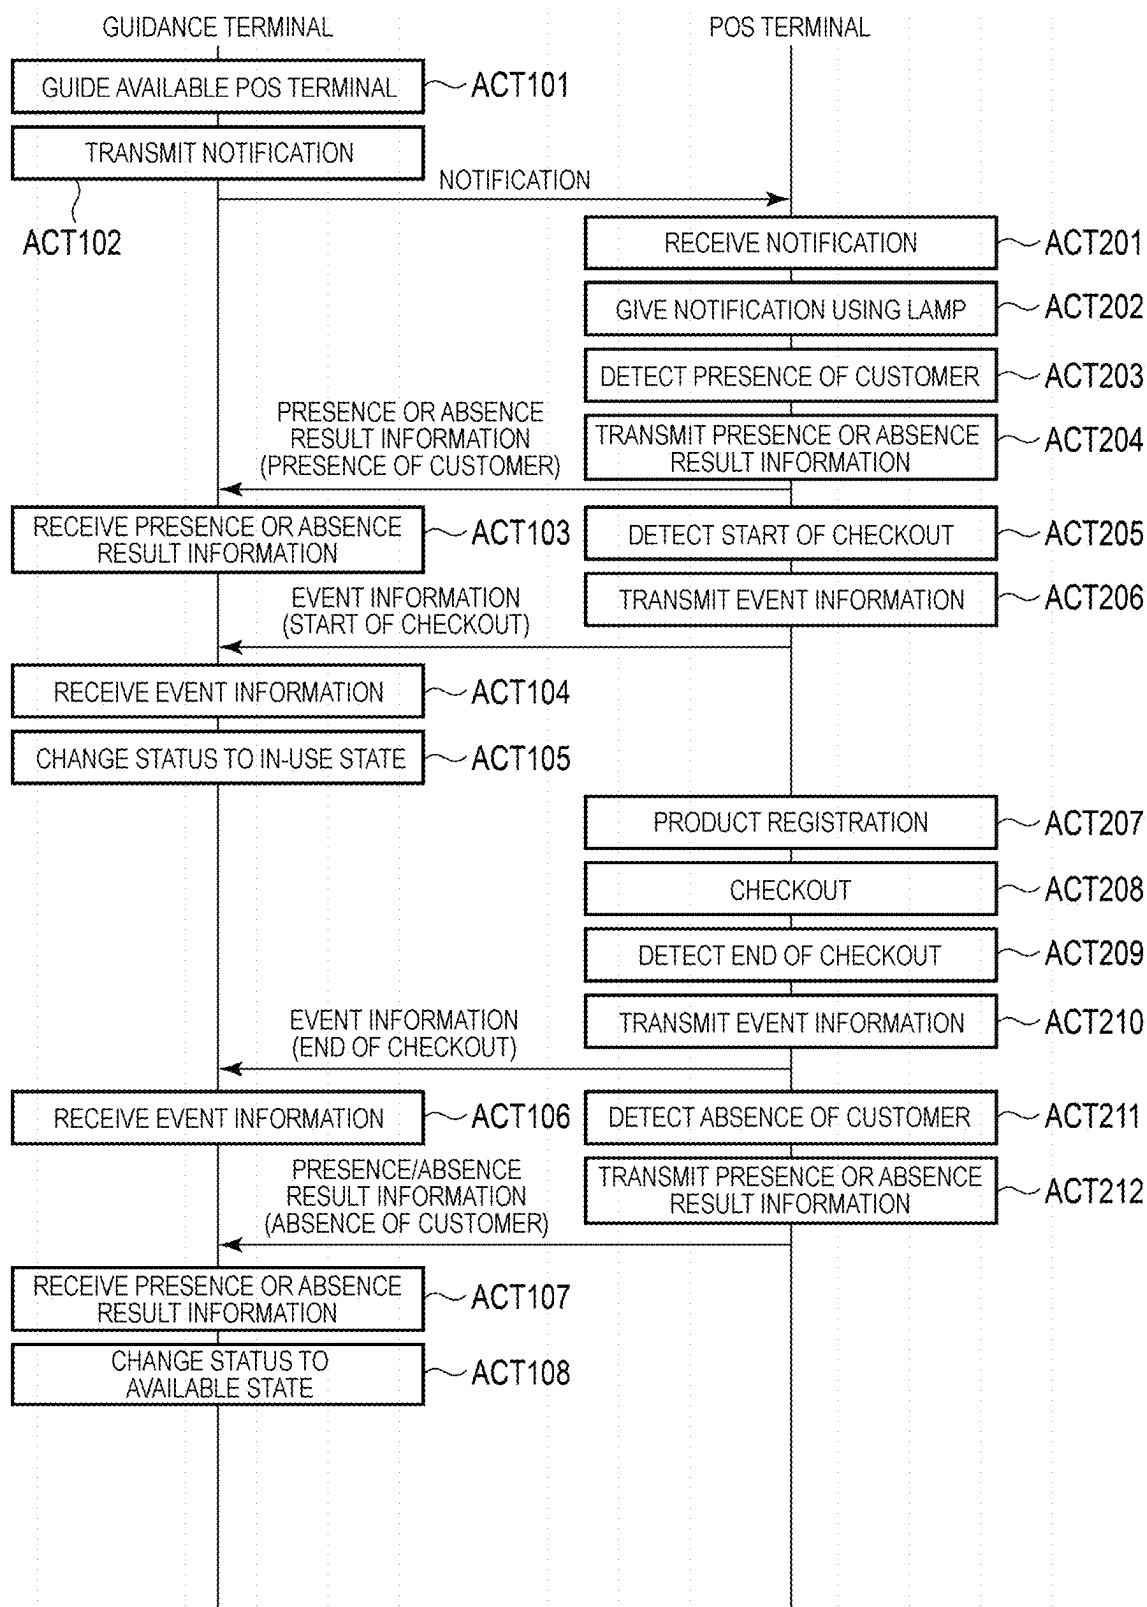 GUIDANCE TERMINAL
POS TERMINAL
GUIDE AVAILABLE POS TERMINAL
ACT101
TRANSMIT NOTIFICATION
ACT102
NOTIFICATION
RECEIVE NOTIFICATION
ACT201
GIVE NOTIFICATION USING LAMP
ACT202
DETECT PRESENCE OF CUSTOMER
ACT203
TRANSMIT PRESENCE OR ABSENCE
RESULT INFORMATION
ACT204
PRESENCE OR ABSENCE
RESULT INFORMATION
(PRESENCE OF CUSTOMER)
RECEIVE PRESENCE OR ABSENCE
RESULT INFORMATION
ACT103
DETECT START OF CHECKOUT
ACT205
TRANSMIT EVENT INFORMATION
ACT206
EVENT INFORMATION
(START OF CHECKOUT)
RECEIVE EVENT INFORMATION
ACT104
CHANGE STATUS TO IN-USE STATE
ACT105
PRODUCT REGISTRATION
ACT207
CHECKOUT
ACT208
DETECT END OF CHECKOUT
ACT209
TRANSMIT EVENT INFORMATION
ACT210
EVENT INFORMATION
(END OF CHECKOUT)
RECEIVE EVENT INFORMATION
ACT106
DETECT ABSENCE OF CUSTOMER
ACT211
TRANSMIT PRESENCE OR ABSENCE
RESULT INFORMATION
ACT212
PRESENCE/ABSENCE
RESULT INFORMATION
(ABSENCE OF CUSTOMER)
RECEIVE PRESENCE OR ABSENCE
RESULT INFORMATION
ACT107
CHANGE STATUS TO
AVAILABLE STATE
ACT108